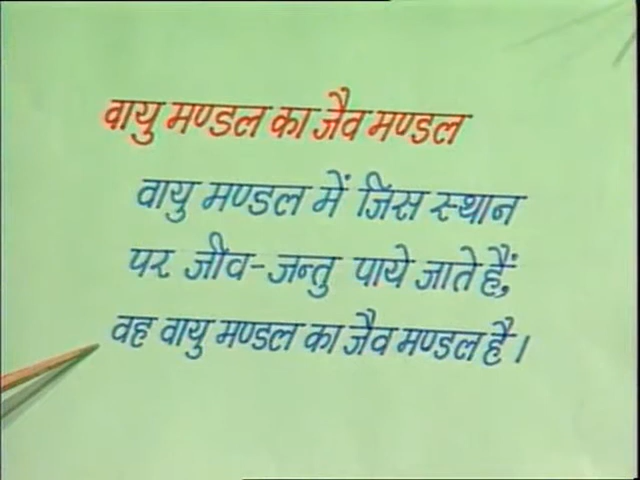 वायु मण्डल का जैव मण्डल
वायु मण्डल में जिस स्थान
पर जीव-जन्तु पाये जाते हैं,
वह वायु मण्डल का जैव मण्डल है।